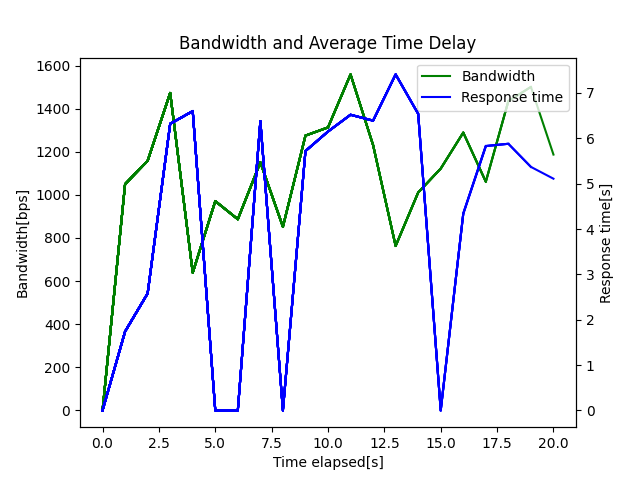 Bandwidth and Average Time Delay
Bandwidth
Response time
1600
1400
1200
1000
800
600
400
200
0
Bandwidth[bps]
7
6
5
4
3
2
1
0
Response time[s]
0.0 2.5 5.0 7.5 10.0 12.5 15.0 17.5 20.0
Time elapsed[s]